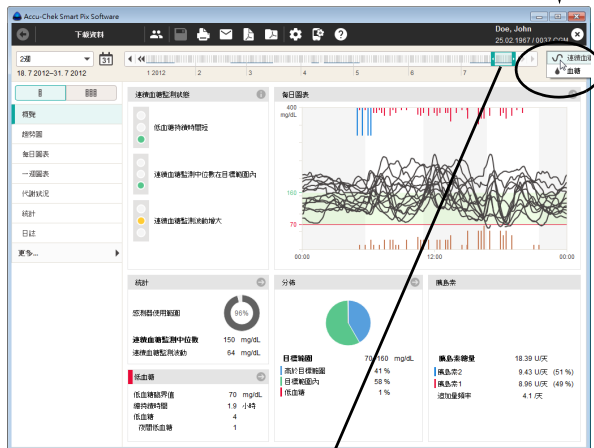 Accu-Chek Smart Pix Software
下載資料
Doe, John
25.02.1967 / 0037.COM
2週
31
18. 7 2012-31. 7 2012
1 2012 2 3 4 5 6 7
連續血糖
血糖
概覽
趨勢圖
每日圖表
一週圖表
代謝狀況
統計
日誌
更多...
連續血糖監測狀態
低血糖持續時間短
連續血糖監測中位數在目標範圍內
連續血糖監測波動增大
每日圖表
400
mg/dL
160
70
00:00 12:00 00:00
統計
感測器使用範圍
96%
連續血糖監測中位數 150 mg/dL
連續血糖監測波動 64 mg/dL
低血糖
低血糖臨界值 70 mg/dL
總持續時間 1.9 小時
低血糖 4
夜間低血糖 1
分佈
目標範圍 70 160 mg/dL
高於目標範圍 41 %
目標範圍內 58 %
低血糖 1 %
胰島素
胰島素總量 18.39 U/天
胰島素2 9.43 U/天 (51 %)
胰島素1 8.96 U/天 (49 %)
追加量頻率 4.1 /天